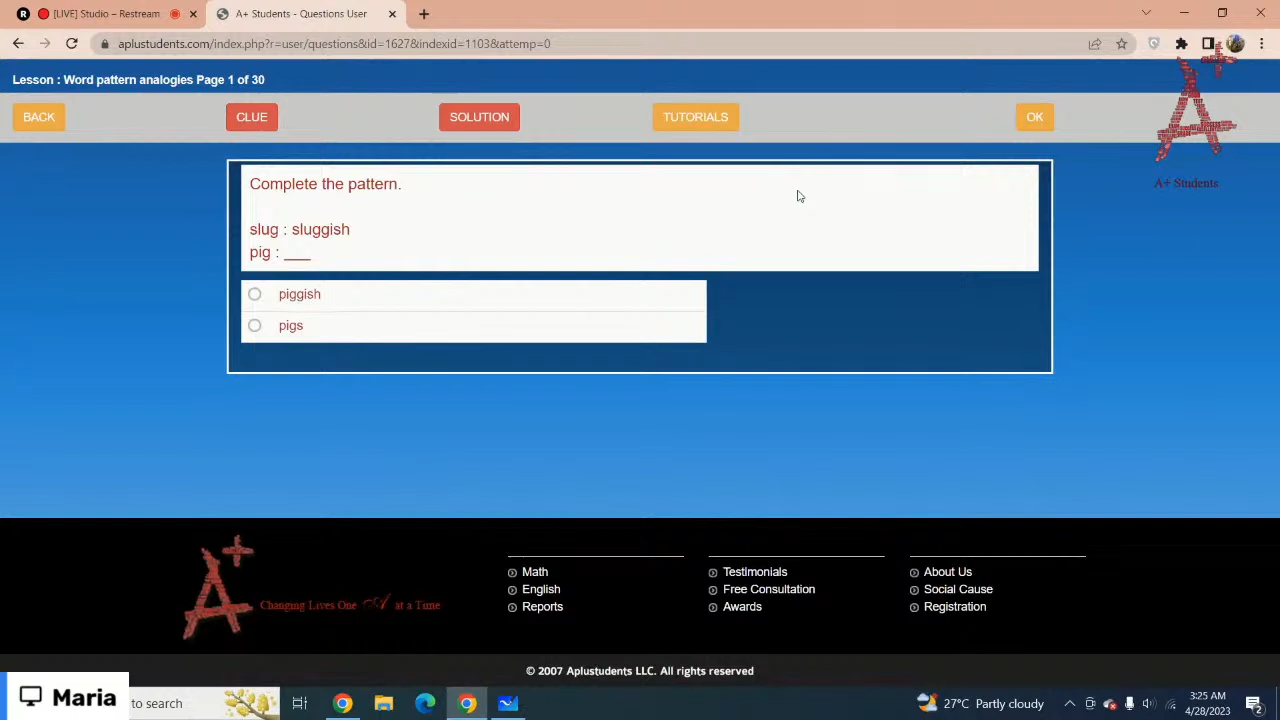 [LIVE] Studio – Restream
A+ Students - Questions User
aplustudents.com/index.php?r=user/questions&id=1627&indexid=1103&attemp=0
Lesson : Word pattern analogies Page 1 of 30
BACK
CLUE
SOLUTION
TUTORIALS
OK
A+ Students
Complete the pattern.
slug : sluggish
pig : ___
piggish
pigs
Changing Lives One A at a Time
Math
English
Reports
Testimonials
Free Consultation
Awards
About Us
Social Cause
Registration
© 2007 Aplustudents LLC. All rights reserved
Maria
to search
27°C Partly cloudy
3:25 AM
4/28/2023
2